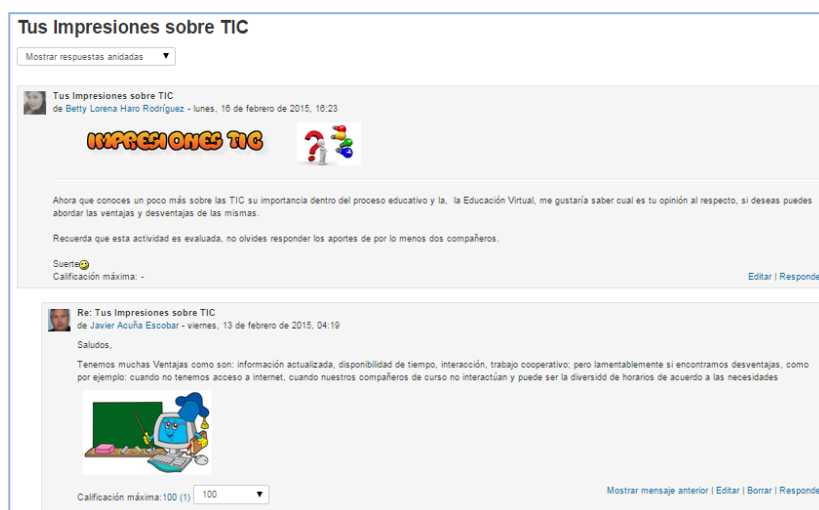 Tus Impresiones sobre TIC
Mostrar respuestas anidadas
Tus Impresiones sobre TIC
de Betty Lorena Haro Rodríguez - lunes, 16 de febrero de 2015, 16:23
IMPRESIONES TIC
Ahora que conoces un poco más sobre las TIC su importancia dentro del proceso educativo y la, la Educación Virtual, me gustaría saber cual es tu opinión al respecto, si deseas puedes
abordar las ventajas y desventajas de las mismas.
Recuerda que esta actividad es evaluada, no olvides responder los aportes de por lo menos dos compañeros.
Suerte
Calificación máxima: -
Editar | Responde
Re: Tus Impresiones sobre TIC
de Javier Acuña Escobar - viernes, 13 de febrero de 2015, 04:19
Saludos,
Tenemos muchas Ventajas como son: información actualizada, disponibilidad de tiempo, interacción, trabajo cooperativo; pero lamentablemente si encontramos desventajas, como
por ejemplo: cuando no tenemos acceso a internet, cuando nuestros compañeros de curso no interactúan y puede ser la diversidd de horarios de acuerdo a las necesidades
Calificación máxima:100 (1) 100
Mostrar mensaje anterior | Editar | Borrar | Responde